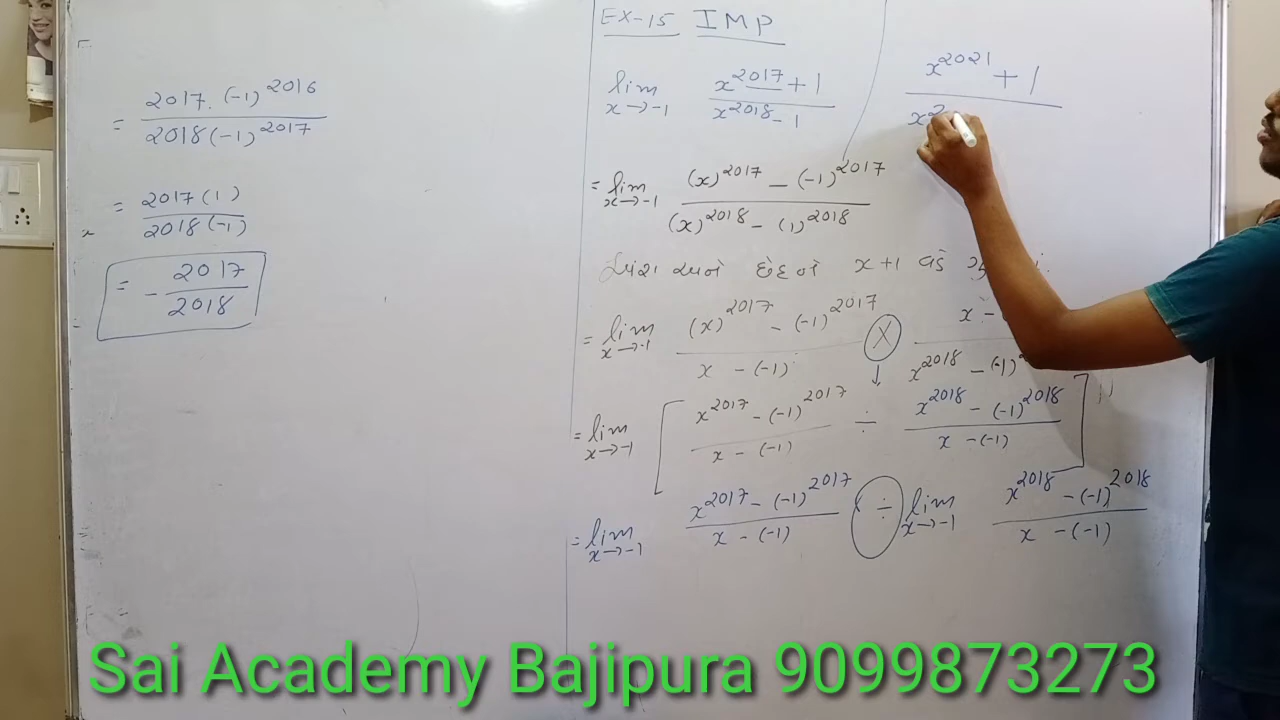 = 2017. (-1)^2016 / 2018(-1)^2017
= 2017 (1) / 2018 (-1)
= - 2017 / 2018
EX-15 IMP
lim x→-1 x^2017 + 1 / x^2018 - 1
x^2021 + 1 / x^2
= lim x→-1 (x)^2017 - (-1)^2017 / (x)^2018 - (1)^2018
છેદને x+1 વડે
= lim x→-1 (x)^2017 - (-1)^2017 / x - (-1) × x - / x^2018 - (-1)
= lim x→-1 [ x^2017 - (-1)^2017 / x - (-1) ÷ x^2018 - (-1)^2018 / x - (-1) ]
= lim x→-1 x^2017 - (-1)^2017 / x - (-1) ÷ lim x→-1 x^2018 - (-1)^2018 / x - (-1)
Sai Academy Bajipura 9099873273